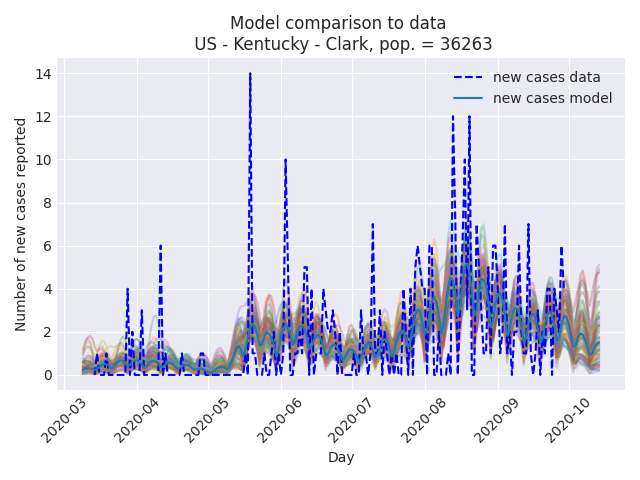 Model comparison to data
US - Kentucky - Clark, pop. = 36263
new cases data
new cases model
Number of new cases reported
14
12
10
8
6
4
2
0
2020-03
2020-04
2020-05
2020-06
2020-07
2020-08
2020-09
2020-10
Day